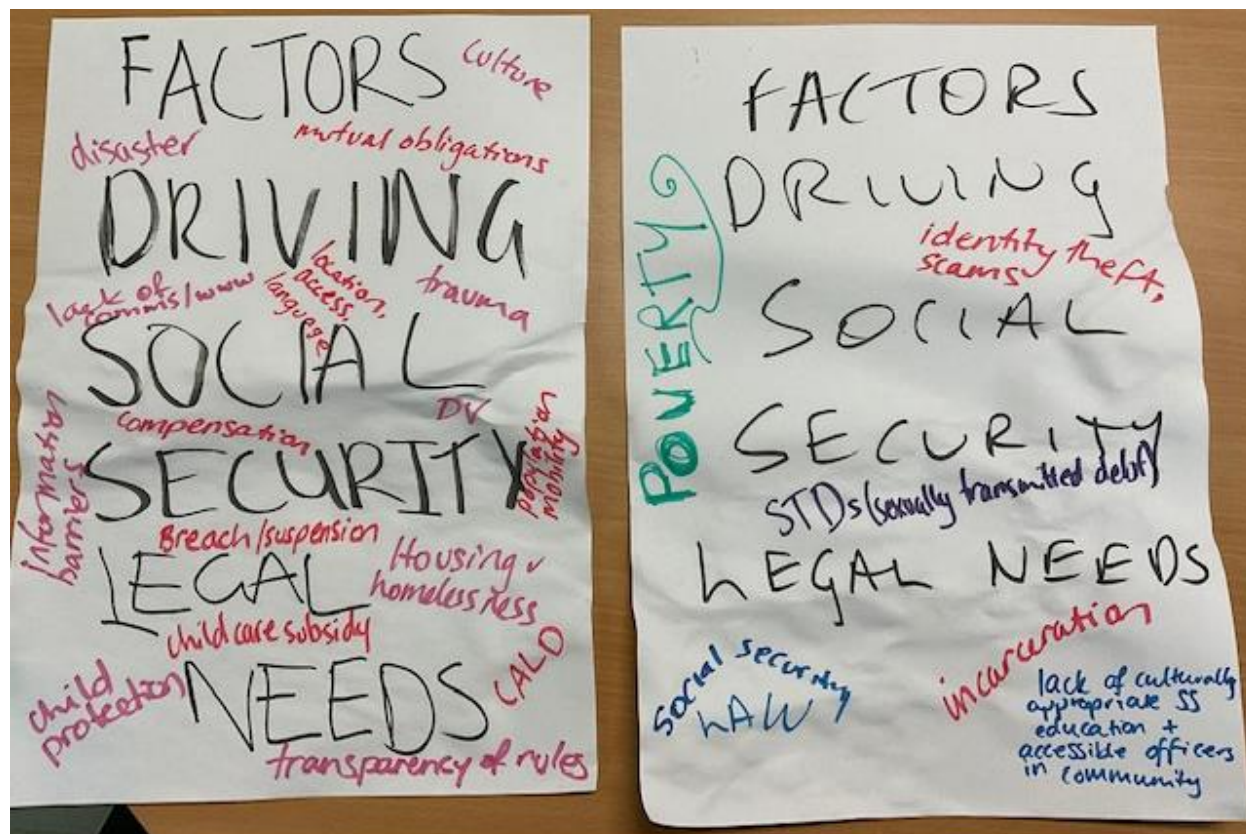 FACTORS
culture
disaster
mutual obligations
DRIVING
lack of
comms/www
location,
access,
language
trauma
SOCIAL
DV
compensation
population
mobility
information
barriers
SECURITY
Breach/suspension
Housing
homelessness
LEGAL
child care subsidy
CALD
child
protection
NEEDS
transparency of rules
FACTORS
DRIVING
POVERTY
identity theft,
scams
SOCIAL
SECURITY
STDs (sexually transmitted debt)
LEGAL NEEDS
social security
LAW
incarceration
lack of culturally
appropriate SS
education +
accessible officers
in community